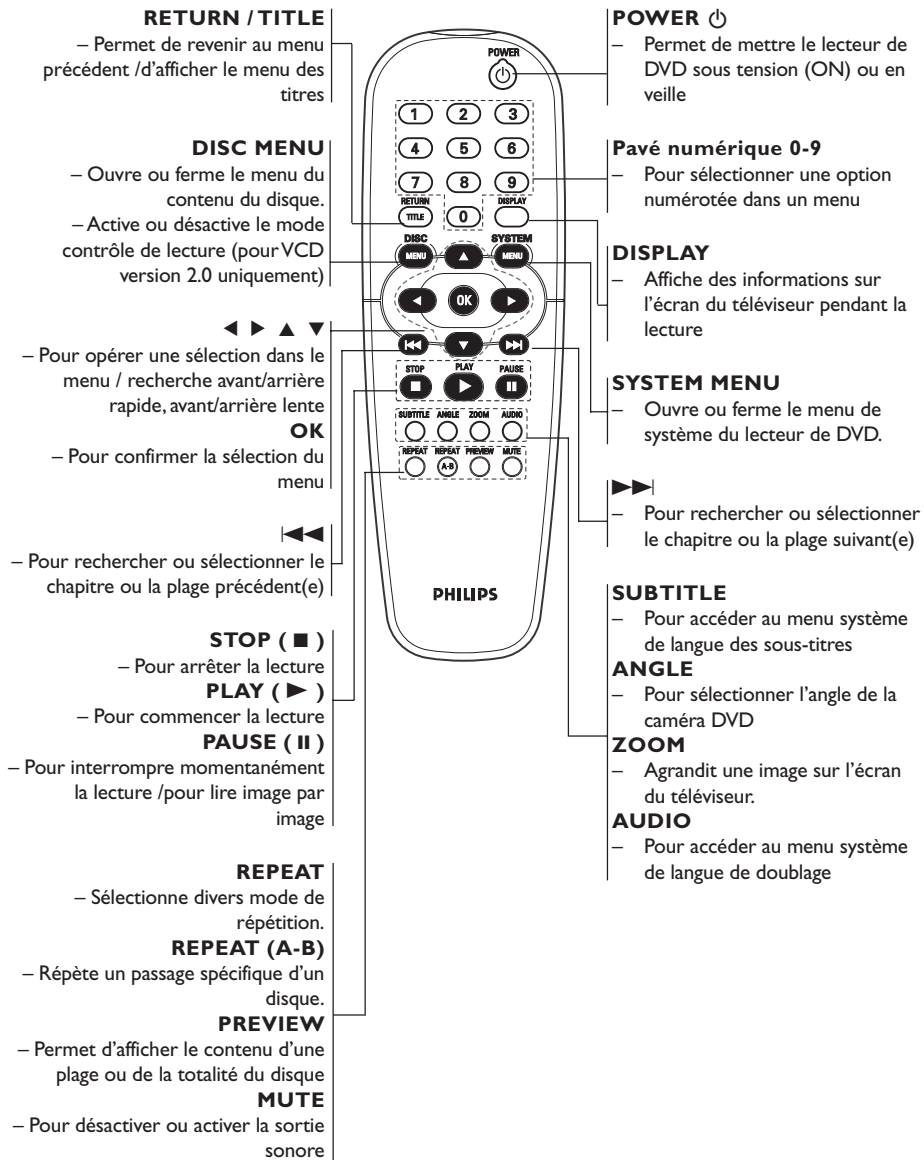 RETURN / TITLE
– Permet de revenir au menu
précédent /d’afficher le menu des
titres
DISC MENU
– Ouvre ou ferme le menu du
contenu du disque.
– Active ou désactive le mode
contrôle de lecture (pour VCD
version 2.0 uniquement)
◀ ▶ ▲ ▼
– Pour opérer une sélection dans le
menu / recherche avant/arrière
rapide, avant/arrière lente
OK
– Pour confirmer la sélection du
menu
– Pour rechercher ou sélectionner le
chapitre ou la plage précédent(e)
STOP ( ■ )
– Pour arrêter la lecture
PLAY ( ▶ )
– Pour commencer la lecture
PAUSE ( II )
– Pour interrompre momentanément
la lecture /pour lire image par
image
REPEAT
– Sélectionne divers mode de
répétition.
REPEAT (A-B)
– Répète un passage spécifique d’un
disque.
PREVIEW
– Permet d’afficher le contenu d’une
plage ou de la totalité du disque
MUTE
– Pour désactiver ou activer la sortie
sonore
POWER
1 2 3
4 5 6
7 8 9
RETURN DISPLAY
TITLE 0
DISC SYSTEM
MENU MENU
OK
STOP PLAY PAUSE
SUBTITLE ANGLE ZOOM AUDIO
REPEAT REPEAT PREVIEW MUTE
A-B
PHILIPS
POWER ⏻
– Permet de mettre le lecteur de
DVD sous tension (ON) ou en
veille
Pavé numérique 0-9
– Pour sélectionner une option
numérotée dans un menu
DISPLAY
– Affiche des informations sur
l’écran du téléviseur pendant la
lecture
SYSTEM MENU
– Ouvre ou ferme le menu de
système du lecteur de DVD.
– Pour rechercher ou sélectionner
le chapitre ou la plage suivant(e)
SUBTITLE
– Pour accéder au menu système
de langue des sous-titres
ANGLE
– Pour sélectionner l’angle de la
caméra DVD
ZOOM
– Agrandit une image sur l’écran
du téléviseur.
AUDIO
– Pour accéder au menu système
de langue de doublage